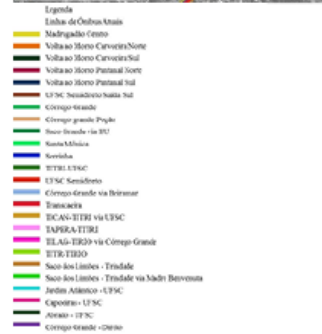 Legenda
Linhas de Ônibus Atuais
Madrugadão Centro
Volta ao Morro Carvoeira Norte
Volta ao Morro Carvoeira Sul
Volta ao Morro Pantanal Norte
Volta ao Morro Pantanal Sul
UFSC Semidireto Saída Sul
Córrego Grande
Córrego grande
Saco Grande via
Santa Mônica
Serrinha
TITRI-UFSC
UFSC Semidireto
Córrego Grande via Beiramar
Transcaeira
TICAN-TITRI via UFSC
TAPERA-TITRI
TILAG-TIRIO via Córrego Grande
TITR-TIRIO
Saco dos Limões - Trindade
Saco dos Limões - Trindade via Madre Benvenuta
Jardim Atlântico - UFSC
Capoeiras - UFSC
Abraão - UFSC
Córrego Grande -